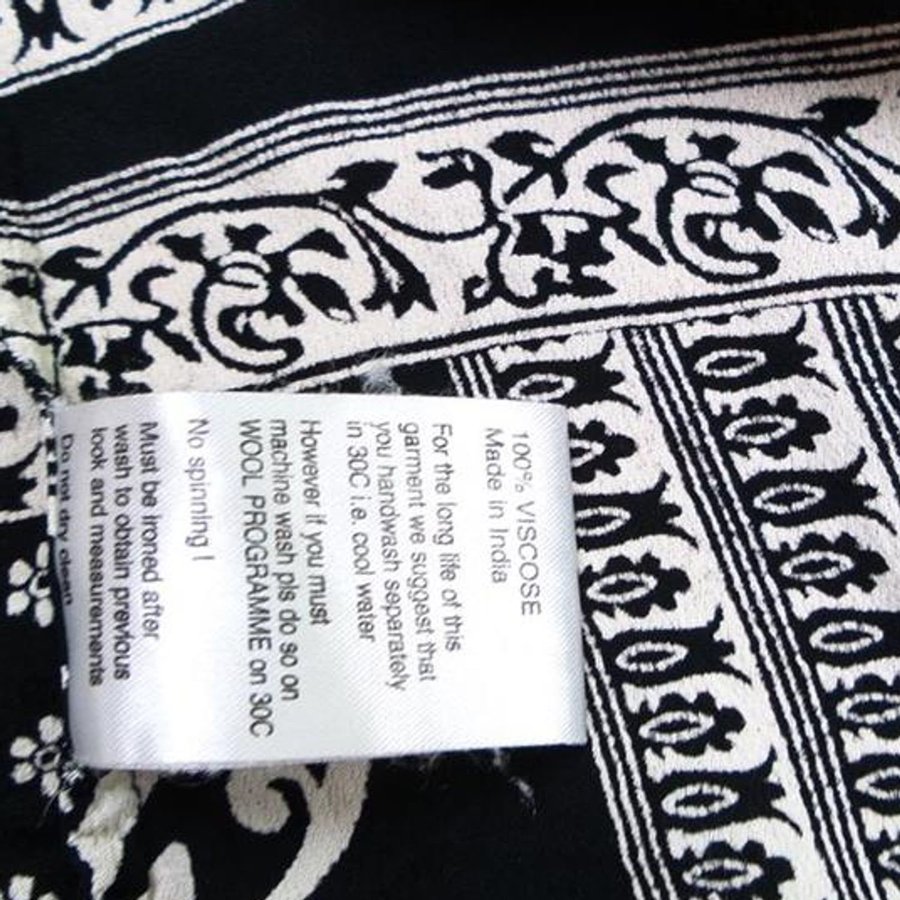 100% VISCOSE
Made in India
For the long life of this
garment we suggest that
you handwash separately
in 30C i.e. cool water
However if you must
machine wash pls do so on
WOOL PROGRAMME on 30C
No spinning !
Must be ironed after
wash to obtain previous
look and measurements
Do not dry clean